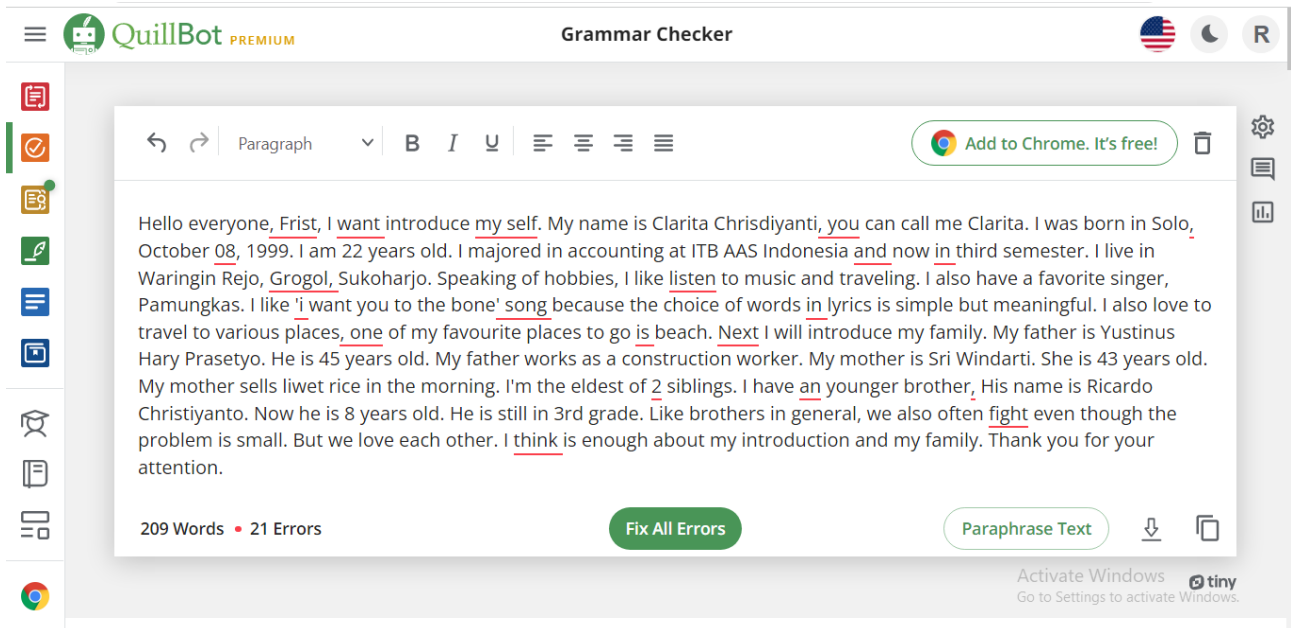 QuillBot PREMIUM
Grammar Checker
R
Paragraph
B I U
Add to Chrome. It's free!
Hello everyone, Frist, I want introduce my self. My name is Clarita Chrisdiyanti, you can call me Clarita. I was born in Solo,
October 08, 1999. I am 22 years old. I majored in accounting at ITB AAS Indonesia and now in third semester. I live in
Waringin Rejo, Grogol, Sukoharjo. Speaking of hobbies, I like listen to music and traveling. I also have a favorite singer,
Pamungkas. I like 'i want you to the bone' song because the choice of words in lyrics is simple but meaningful. I also love to
travel to various places, one of my favourite places to go is beach. Next I will introduce my family. My father is Yustinus
Hary Prasetyo. He is 45 years old. My father works as a construction worker. My mother is Sri Windarti. She is 43 years old.
My mother sells liwet rice in the morning. I'm the eldest of 2 siblings. I have an younger brother, His name is Ricardo
Christiyanto. Now he is 8 years old. He is still in 3rd grade. Like brothers in general, we also often fight even though the
problem is small. But we love each other. I think is enough about my introduction and my family. Thank you for your
attention.
209 Words • 21 Errors
Fix All Errors
Paraphrase Text
Activate Windows
Go to Settings to activate Windows.
tiny